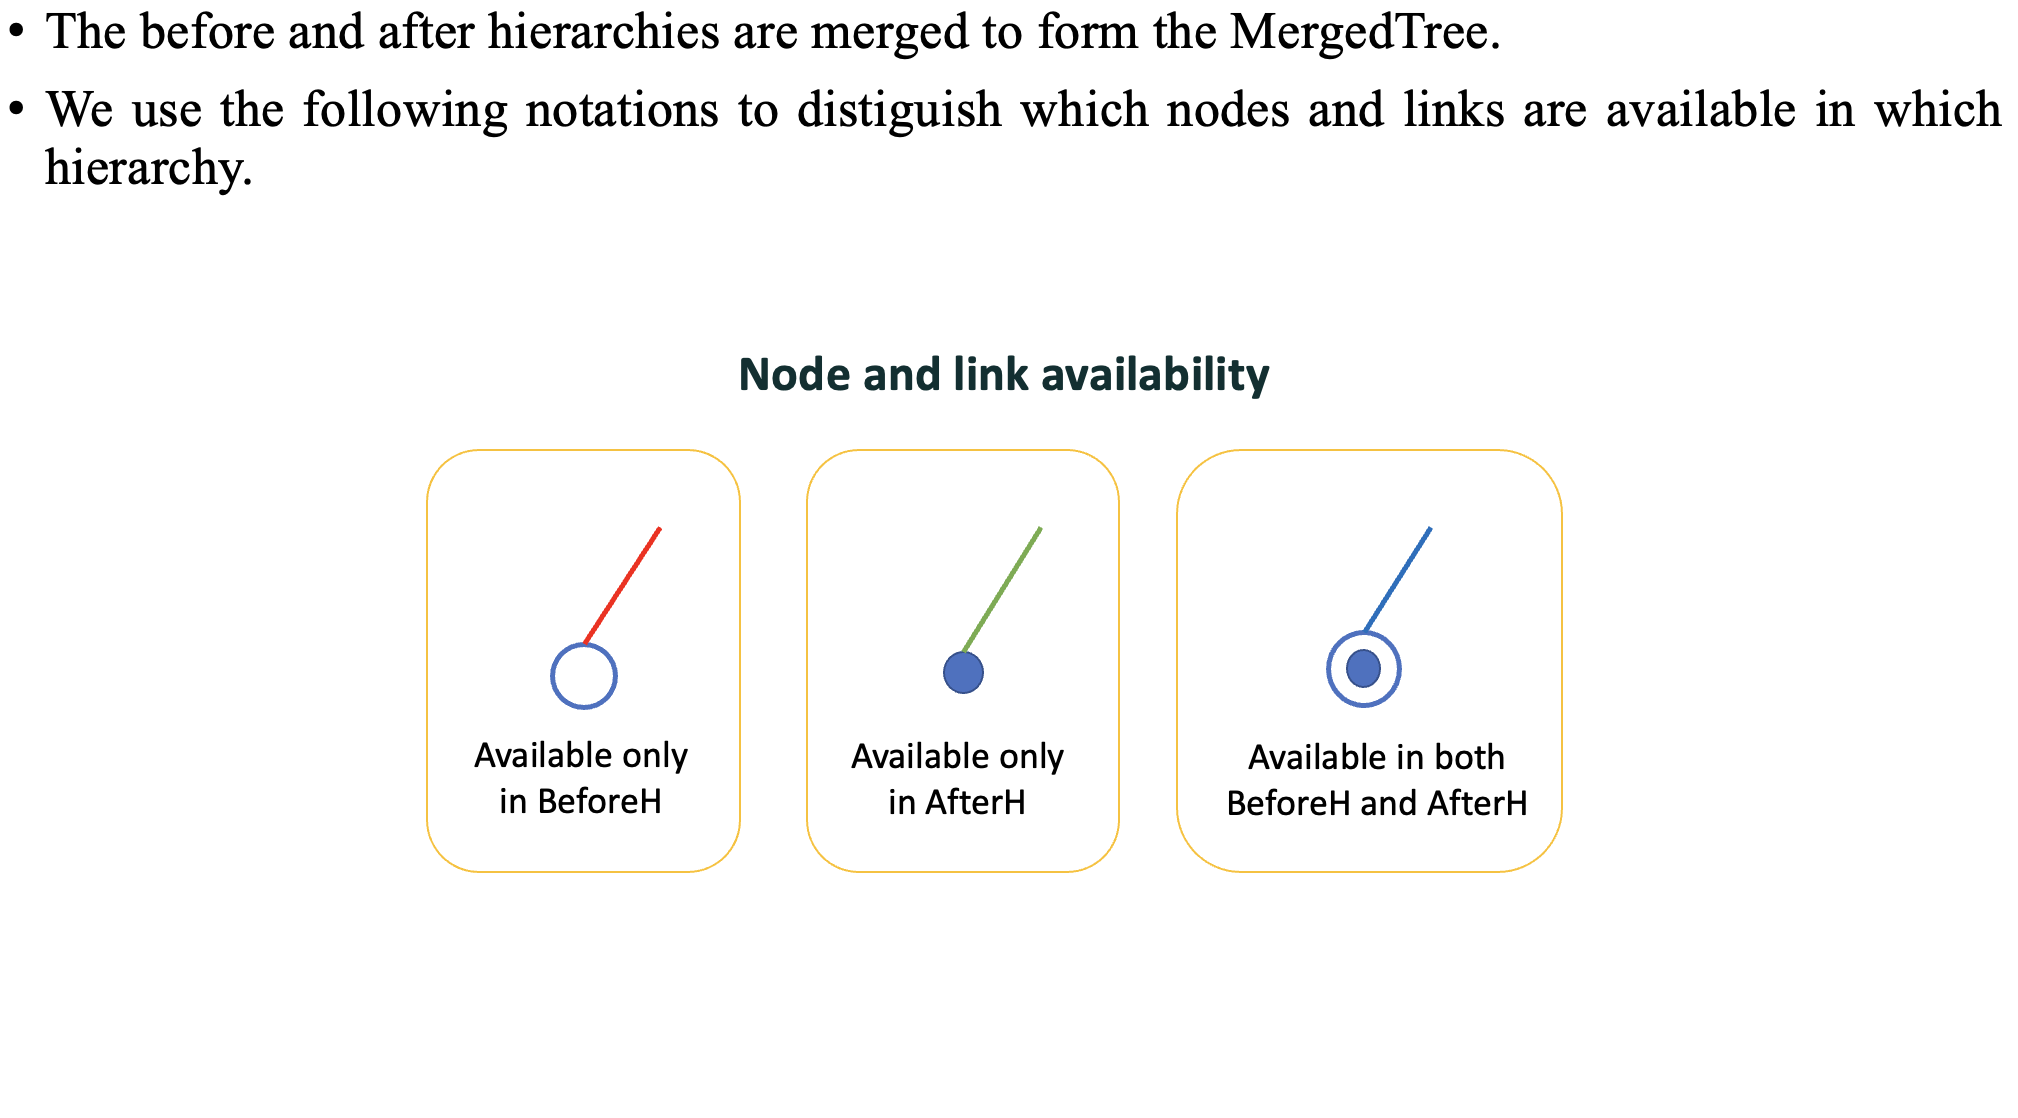 • The before and after hierarchies are merged to form the MergedTree.
• We use the following notations to distiguish which nodes and links are available in which
hierarchy.
Node and link availability
Available only
in BeforeH
Available only
in AfterH
Available in both
BeforeH and AfterH